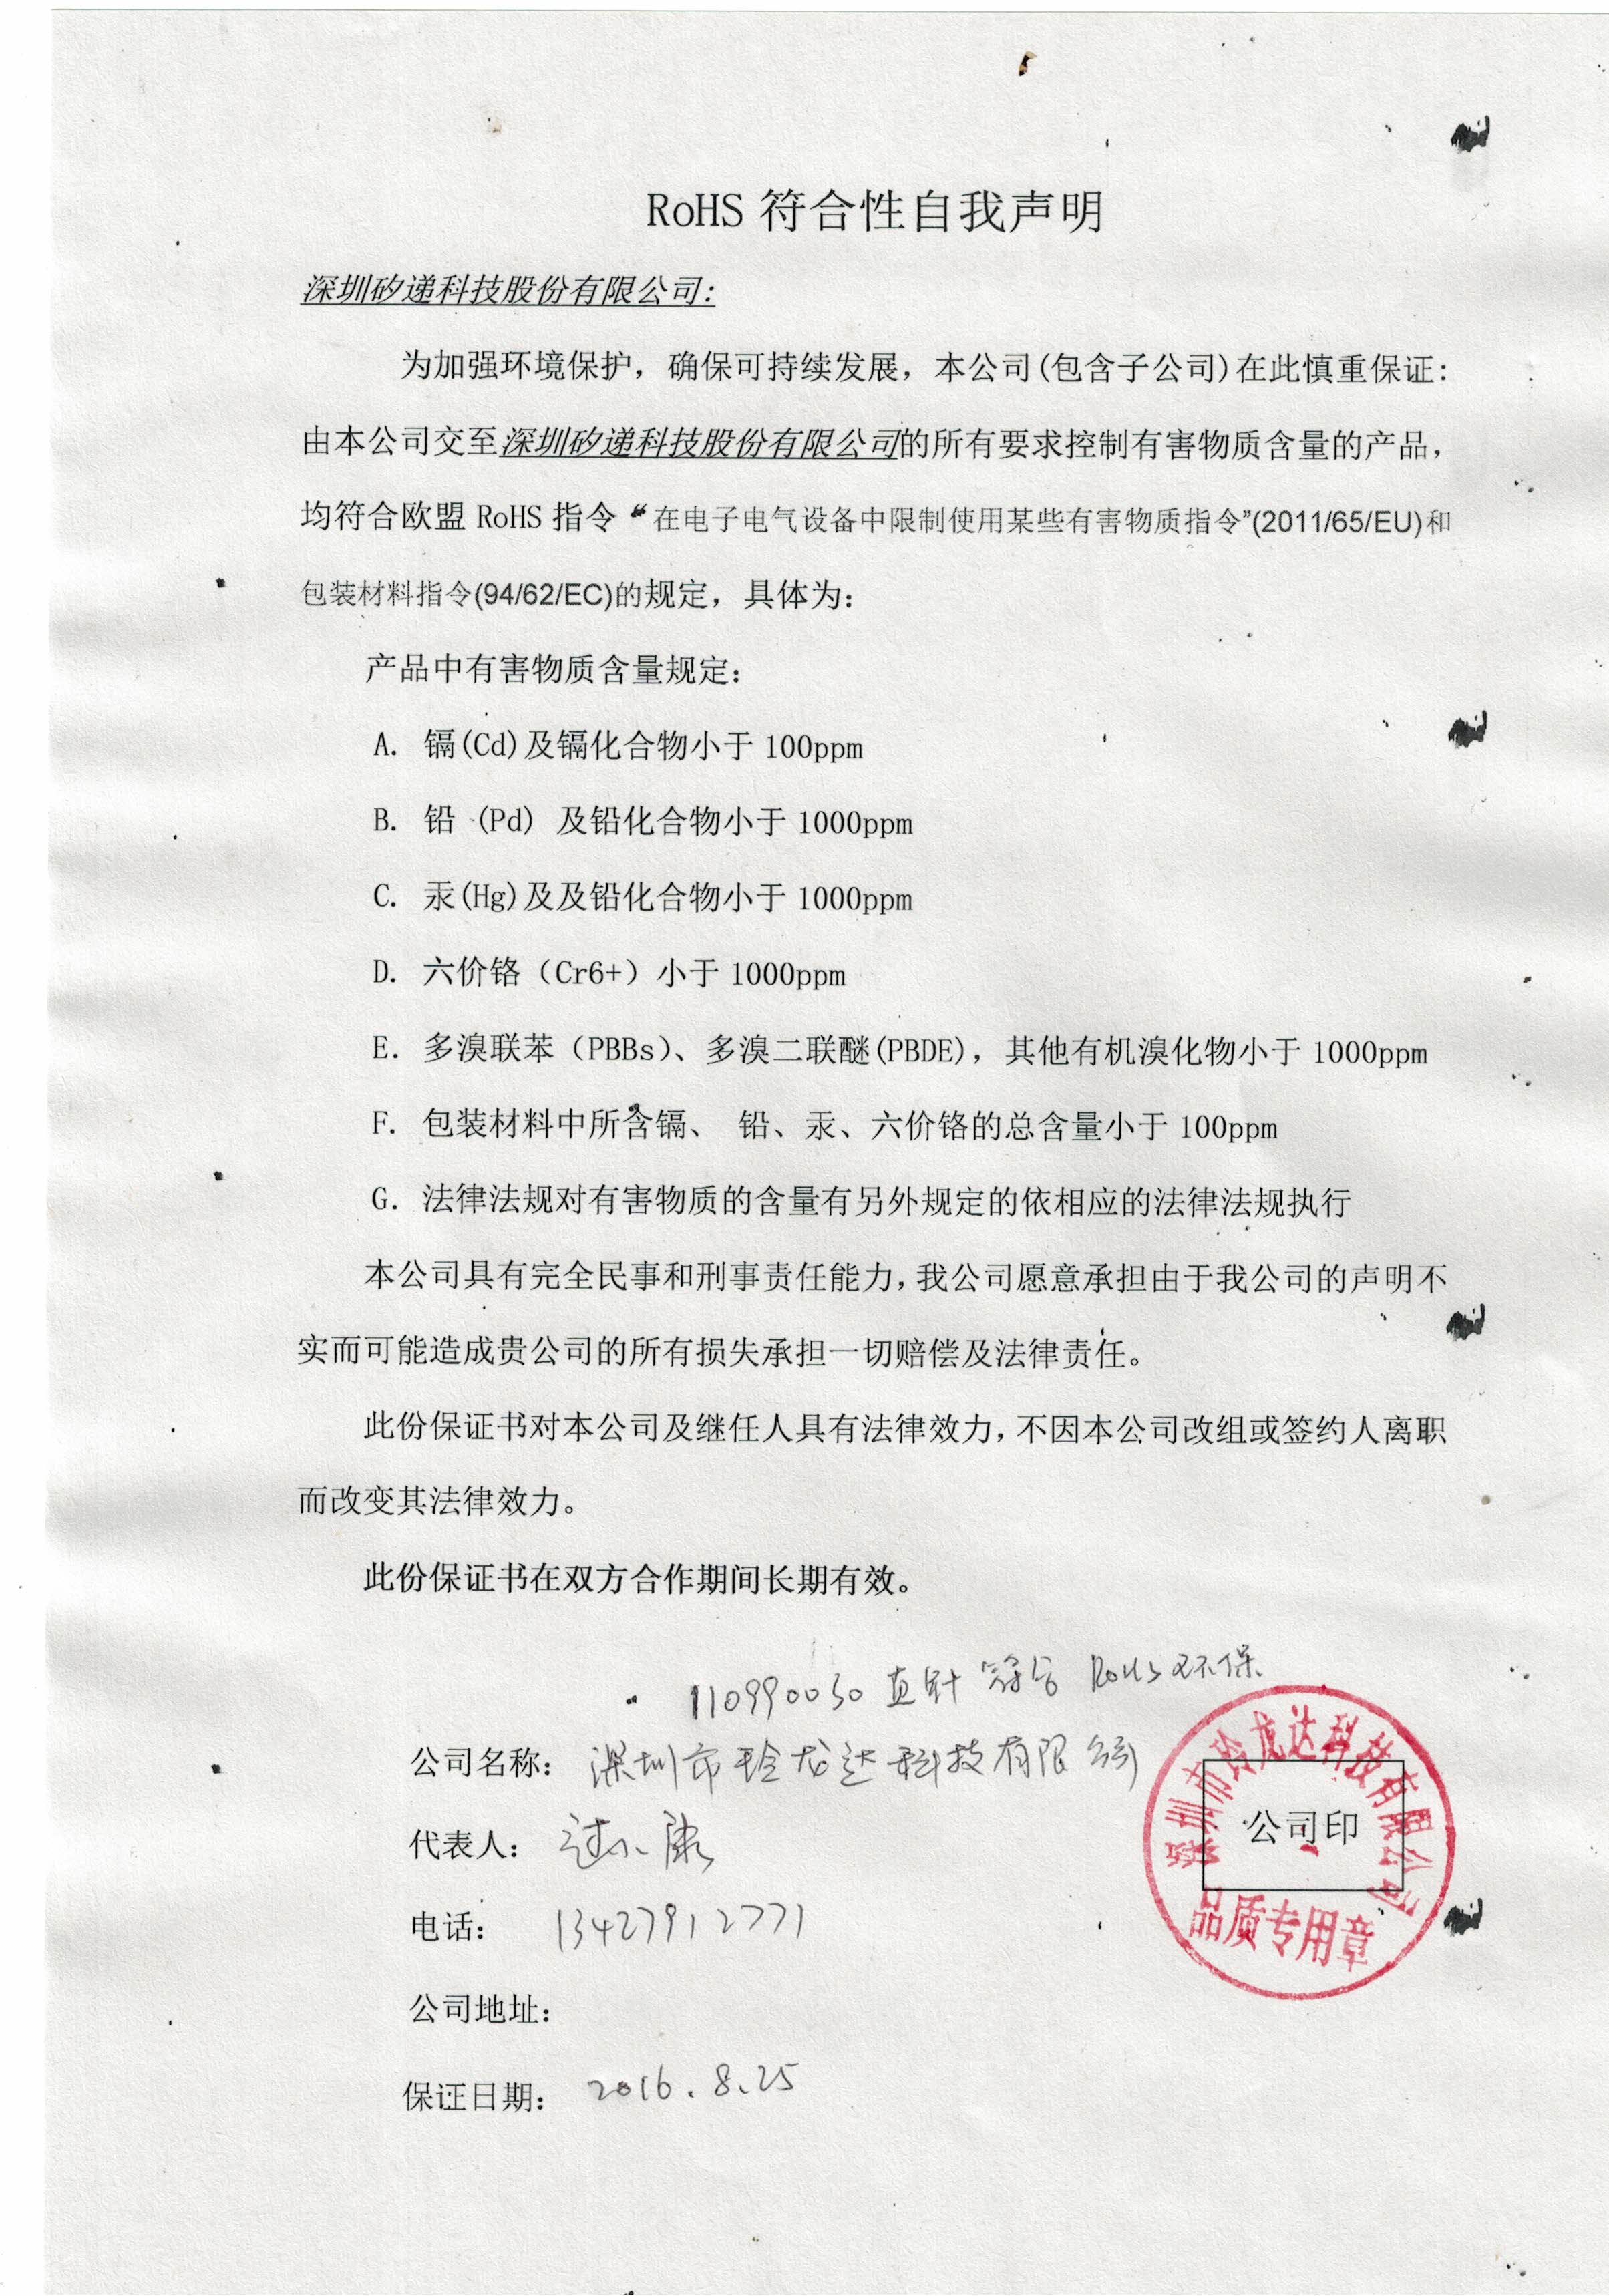 RoHS 符合性自我声明
深圳矽递科技股份有限公司:
为加强环境保护，确保可持续发展，本公司(包含子公司)在此慎重保证:
由本公司交至深圳矽递科技股份有限公司的所有要求控制有害物质含量的产品，
均符合欧盟 RoHS 指令“在电子电气设备中限制使用某些有害物质指令”(2011/65/EU)和
包装材料指令(94/62/EC)的规定，具体为:
产品中有害物质含量规定:
A. 镉(Cd)及镉化合物小于 100ppm
B. 铅 (Pd) 及铅化合物小于 1000ppm
C. 汞(Hg)及及铅化合物小于 1000ppm
D. 六价铬（Cr6+）小于 1000ppm
E. 多溴联苯（PBBs）、多溴二联醚(PBDE)，其他有机溴化物小于 1000ppm
F. 包装材料中所含镉、 铅、汞、六价铬的总含量小于 100ppm
G. 法律法规对有害物质的含量有另外规定的依相应的法律法规执行
本公司具有完全民事和刑事责任能力，我公司愿意承担由于我公司的声明不
实而可能造成贵公司的所有损失承担一切赔偿及法律责任。
此份保证书对本公司及继任人具有法律效力，不因本公司改组或签约人离职
而改变其法律效力。
此份保证书在双方合作期间长期有效。
110990030 直针 符合 RoHS 环保
公司名称: 深圳市玲龙达科技有限公司
深圳市玲龙达科技有限公司
公司印
品质专用章
代表人:
电话: 13427912771
公司地址:
保证日期: 2016.8.25